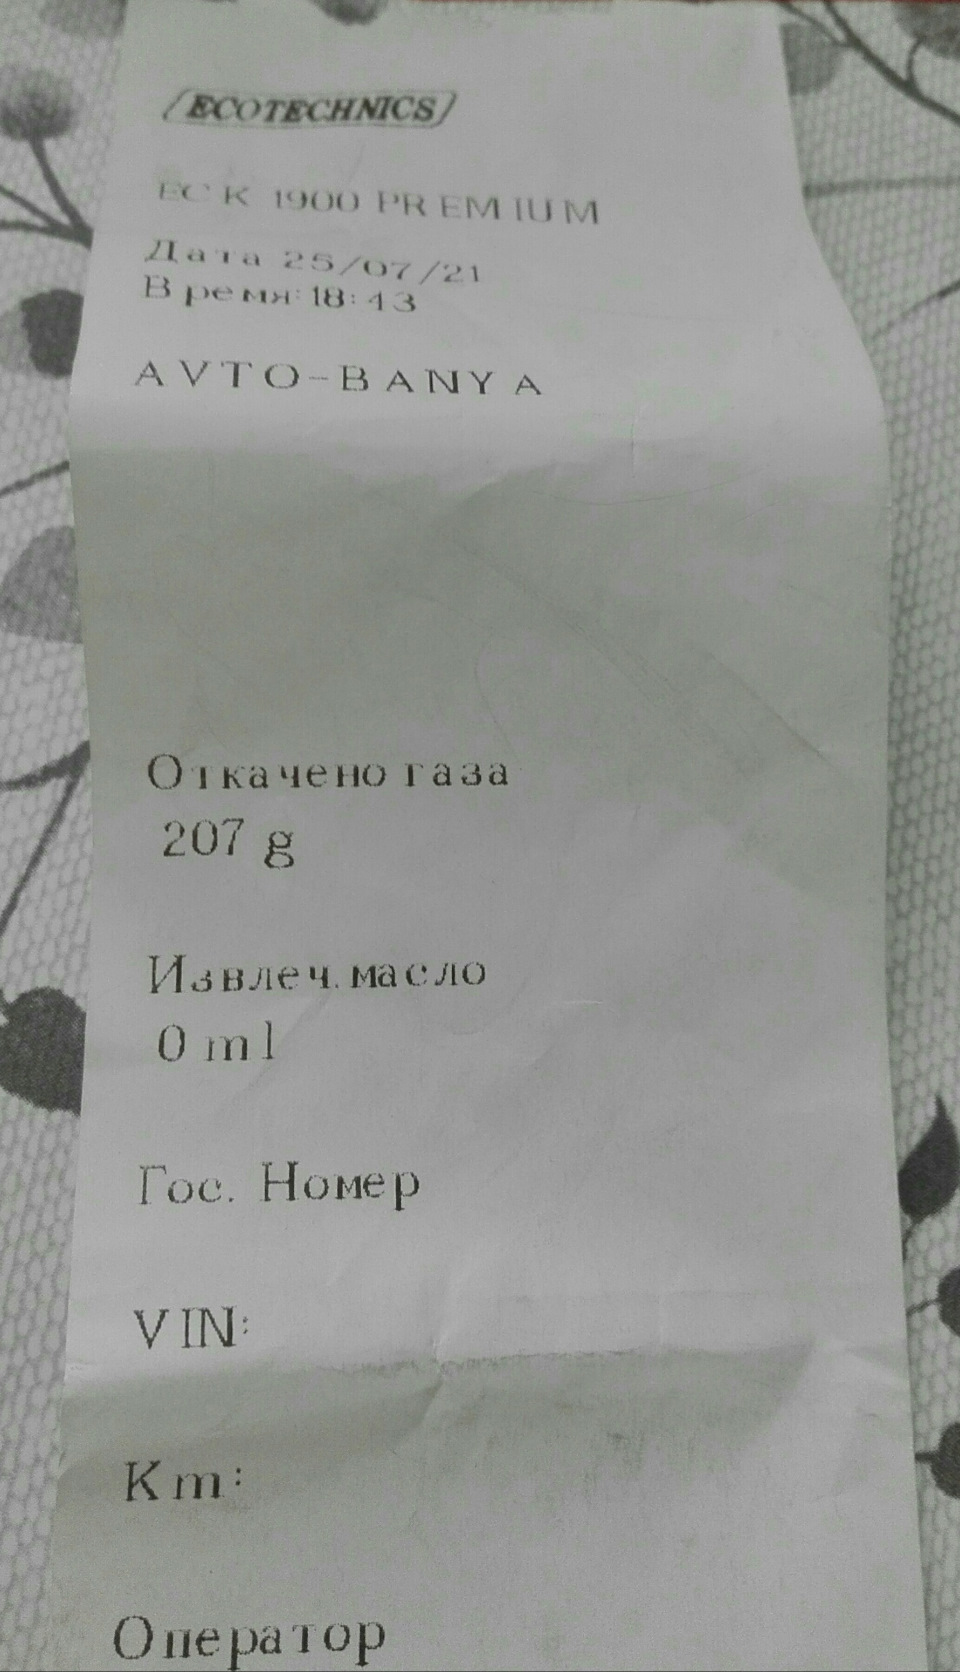 ECOTECHNICS
ECK 1900 PREMIUM
Дата 25/07/21
Время:18:43
AVTO-BANYA
Откачено газа
207 g
Извлеч. масло
0 ml
Гос. Номер
VIN:
Km:
Оператор